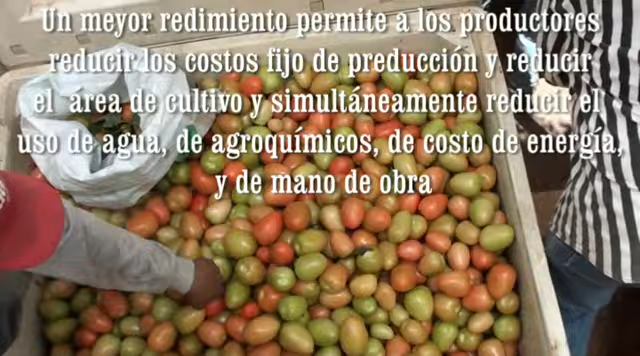 Un meyor redimiento permite a los productores
reducir los costos fijo de preducción y reducir
el área de cultivo y simultáneamente reducir el
uso de agua, de agroquímicos, de costo de energía,
y de mano de obra